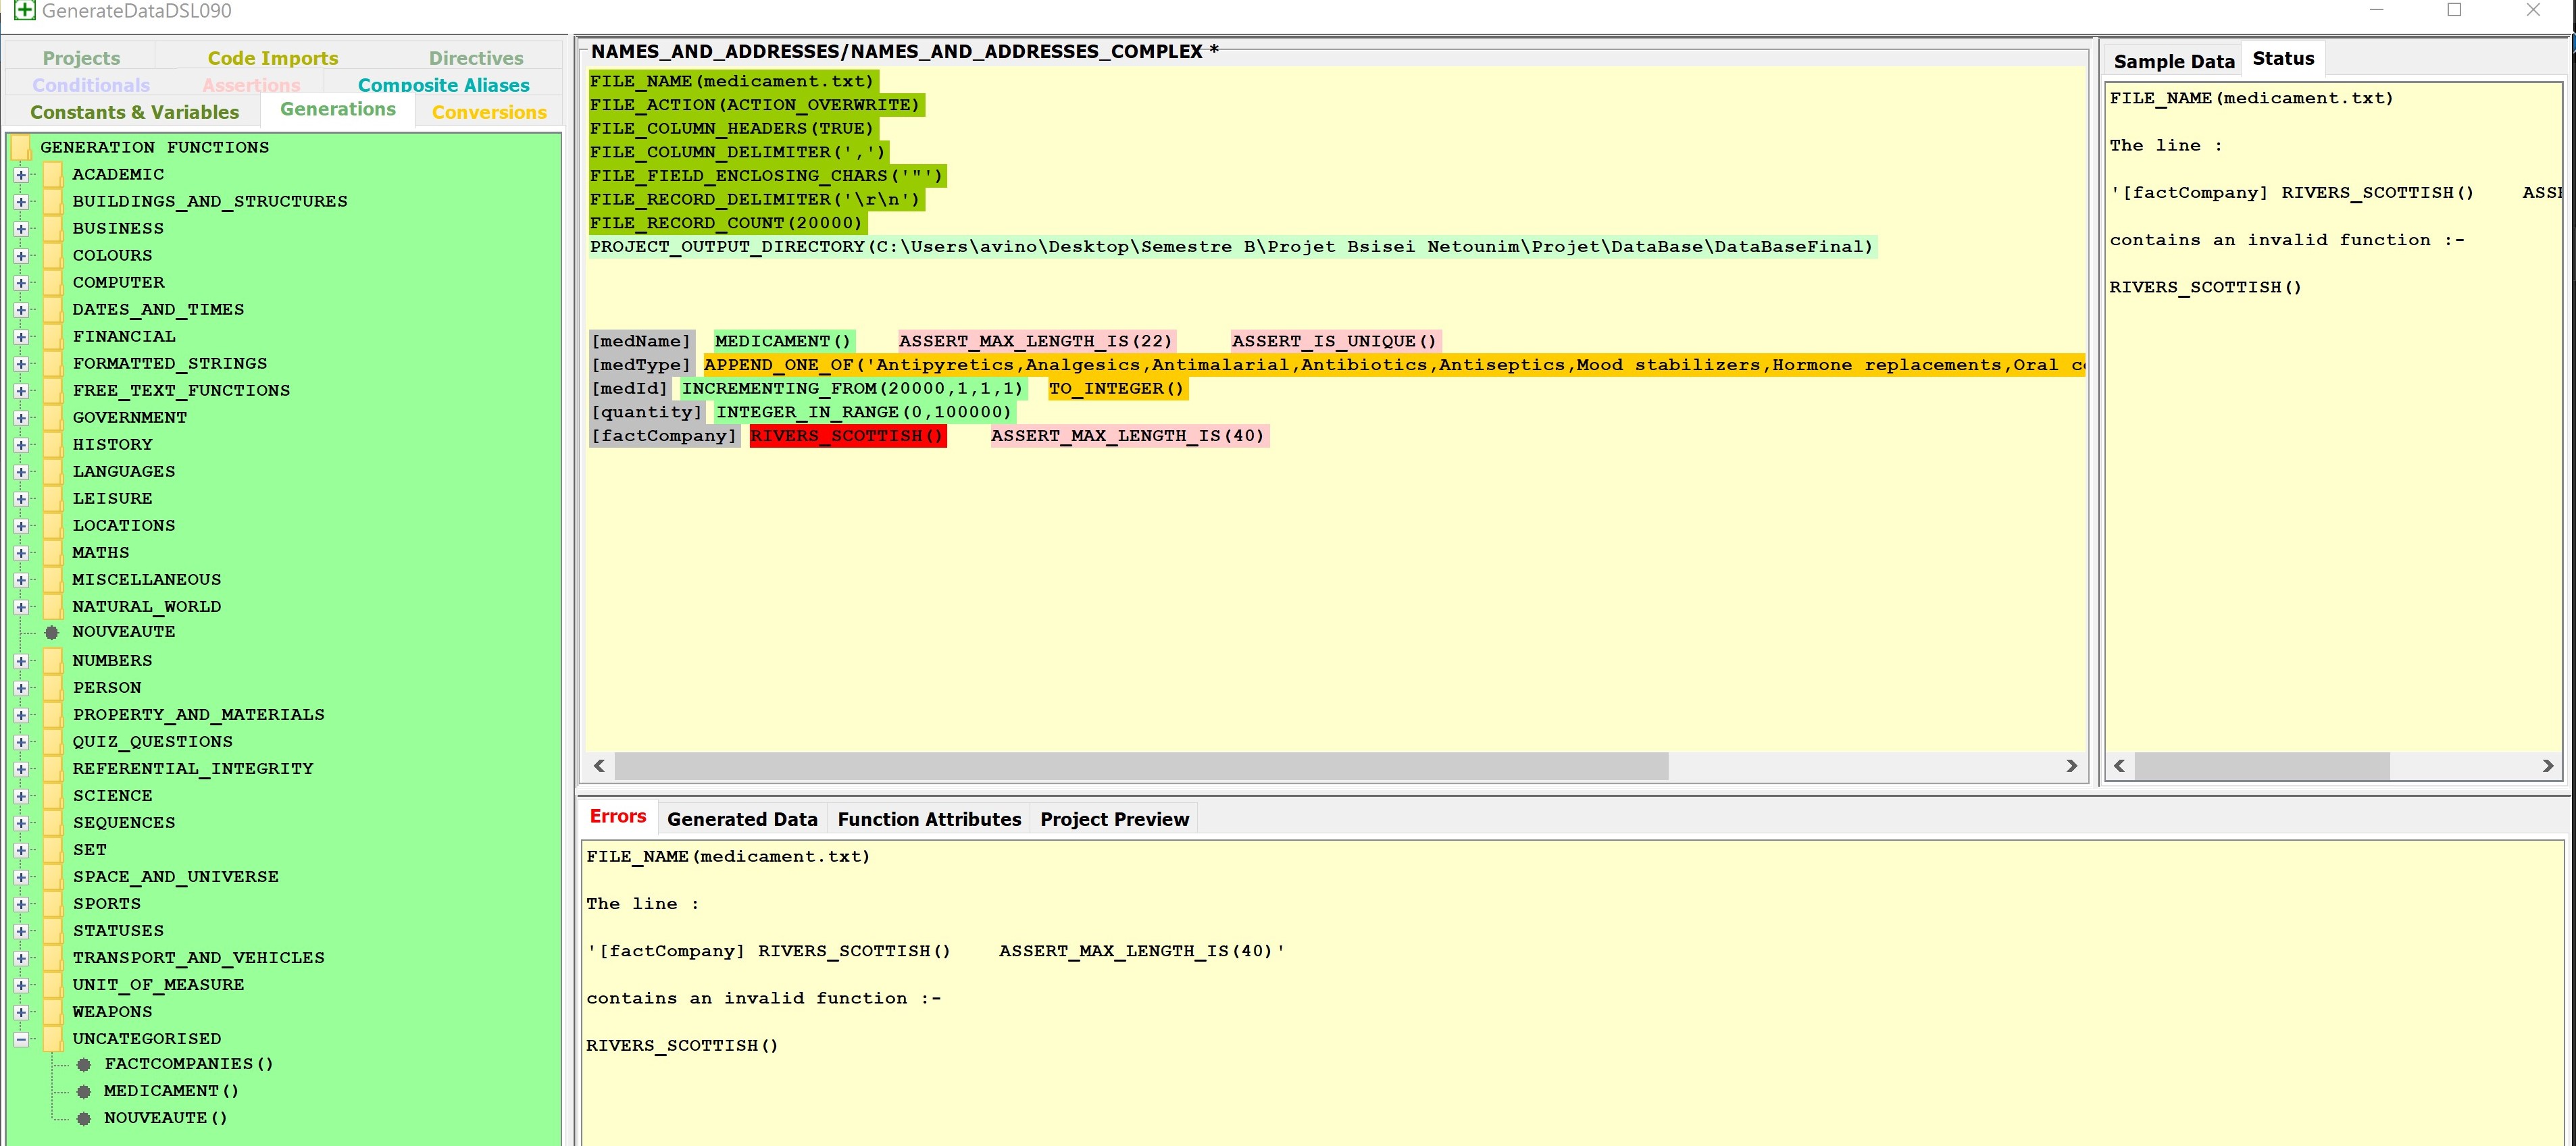 GenerateDataDSL090
Projects
Code Imports
Directives
Conditionals
Assertions
Composite Aliases
Constants & Variables
Generations
Conversions
GENERATION FUNCTIONS
ACADEMIC
BUILDINGS_AND_STRUCTURES
BUSINESS
COLOURS
COMPUTER
DATES_AND_TIMES
FINANCIAL
FORMATTED_STRINGS
FREE_TEXT_FUNCTIONS
GOVERNMENT
HISTORY
LANGUAGES
LEISURE
LOCATIONS
MATHS
MISCELLANEOUS
NATURAL_WORLD
NOUVEAUTE
NUMBERS
PERSON
PROPERTY_AND_MATERIALS
QUIZ_QUESTIONS
REFERENTIAL_INTEGRITY
SCIENCE
SEQUENCES
SET
SPACE_AND_UNIVERSE
SPORTS
STATUSES
TRANSPORT_AND_VEHICLES
UNIT_OF_MEASURE
WEAPONS
UNCATEGORISED
FACTCOMPANIES()
MEDICAMENT()
NOUVEAUTE()
NAMES_AND_ADDRESSES/NAMES_AND_ADDRESSES_COMPLEX *
FILE_NAME(medicament.txt)
FILE_ACTION(ACTION_OVERWRITE)
FILE_COLUMN_HEADERS(TRUE)
FILE_COLUMN_DELIMITER(',')
FILE_FIELD_ENCLOSING_CHARS('"')
FILE_RECORD_DELIMITER('\r\n')
FILE_RECORD_COUNT(20000)
PROJECT_OUTPUT_DIRECTORY(C:\Users\avino\Desktop\Semestre B\Projet Bsisei Netounim\Projet\DataBase\DataBaseFinal)
[medName] MEDICAMENT() ASSERT_MAX_LENGTH_IS(22) ASSERT_IS_UNIQUE()
[medType] APPEND_ONE_OF('Antipyretics,Analgesics,Antimalarial,Antibiotics,Antiseptics,Mood stabilizers,Hormone replacements,Oral c
[medId] INCREMENTING_FROM(20000,1,1,1) TO_INTEGER()
[quantity] INTEGER_IN_RANGE(0,100000)
[factCompany] RIVERS_SCOTTISH() ASSERT_MAX_LENGTH_IS(40)
Sample Data
Status
FILE_NAME(medicament.txt)
The line :
'[factCompany] RIVERS_SCOTTISH() ASS
contains an invalid function :-
RIVERS_SCOTTISH()
Errors
Generated Data
Function Attributes
Project Preview
FILE_NAME(medicament.txt)
The line :
'[factCompany] RIVERS_SCOTTISH() ASSERT_MAX_LENGTH_IS(40)'
contains an invalid function :-
RIVERS_SCOTTISH()